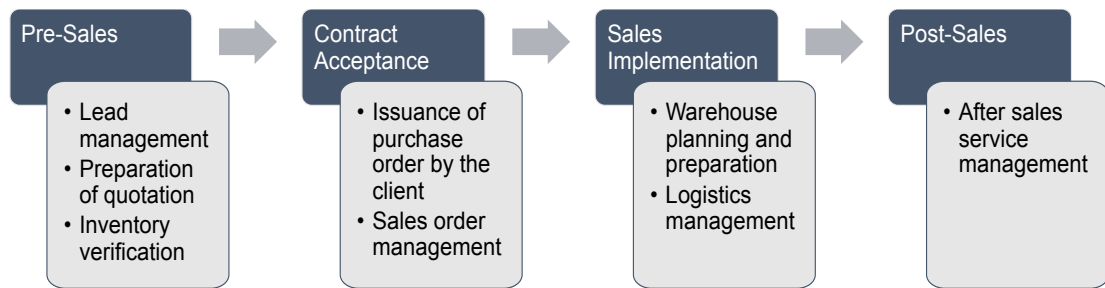 Pre-Sales
• Lead
management
• Preparation
of quotation
• Inventory
verification
Contract
Acceptance
• Issuance of
purchase
order by the
client
• Sales order
management
Sales
Implementation
• Warehouse
planning and
preparation
• Logistics
management
Post-Sales
• After sales
service
management